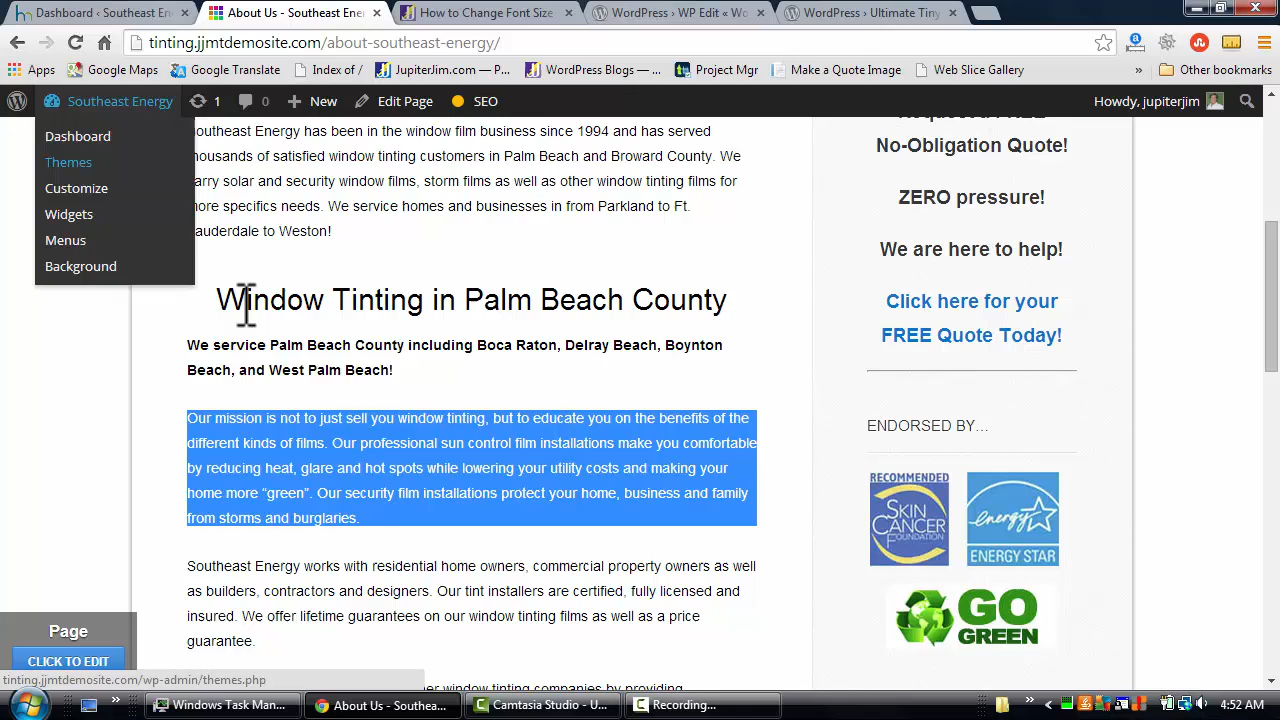 Dashboard ‹ Southeast En
About Us - Southeast Ene
How to Change Font Size
WordPress › WP Edit « Wo
WordPress › Ultimate Tiny
tinting.jjmtdemosite.com/about-southeast-energy/
Apps
Google Maps
Google Translate
Index of /
JupiterJim.com — P...
WordPress Blogs — ...
Project Mgr
Make a Quote Image
Web Slice Gallery
»
Other bookmarks
Southeast Energy
1
0
New
Edit Page
SEO
Howdy, jupiterjim
Dashboard
Themes
Customize
Widgets
Menus
Background
Southeast Energy has been in the window film business since 1994 and has served
thousands of satisfied window tinting customers in Palm Beach and Broward County. We
carry solar and security window films, storm films as well as other window tinting films for
more specific needs. We service homes and businesses in from Parkland to Ft.
Lauderdale to Weston!
Window Tinting in Palm Beach County
We service Palm Beach County including Boca Raton, Delray Beach, Boynton
Beach, and West Palm Beach!
Our mission is not to just sell you window tinting, but to educate you on the benefits of the
different kinds of films. Our professional sun control film installations make you comfortable
by reducing heat, glare and hot spots while lowering your utility costs and making your
home more “green”. Our security film installations protect your home, business and family
from storms and burglaries.
Southeast Energy works wih residential home owners, commercial property owners as well
as builders, contractors and designers. Our tint installers are certified, fully licensed and
insured. We offer lifetime guarantees on our window tinting films as well as a price
guarantee.
window tinting companies by providing
No-Obligation Quote!
ZERO pressure!
We are here to help!
Click here for your
FREE Quote Today!
ENDORSED BY…
RECOMMENDED
SKIN
CANCER
FOUNDATION
energy
ENERGY STAR
GO
GREEN
Page
CLICK TO EDIT
tinting.jjmtdemosite.com/wp-admin/themes.php
»
Windows Task Man...
About Us - Southea...
Camtasia Studio - U...
Recording...
»
4:52 AM